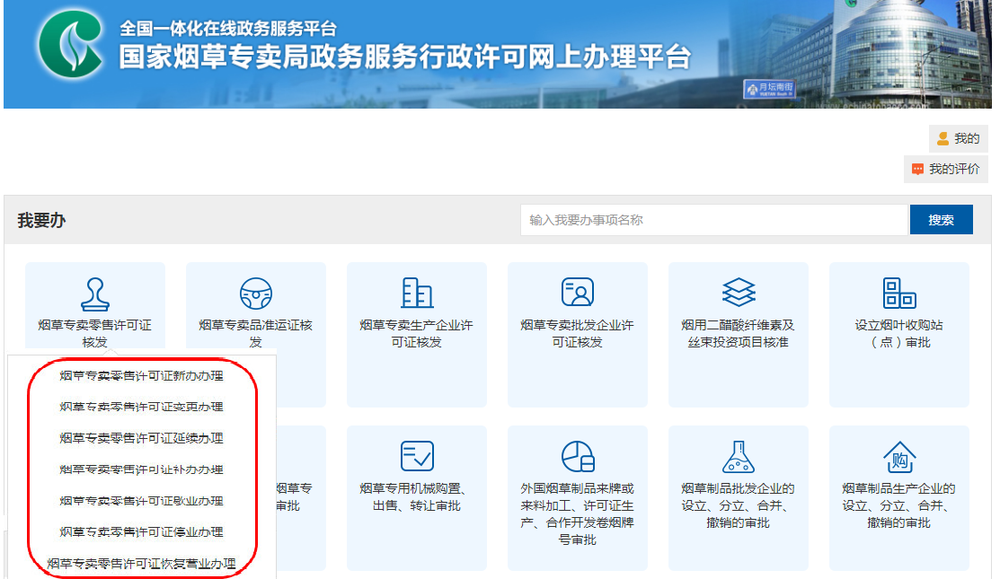 全国一体化在线政务服务平台
国家烟草专卖局政务服务行政许可网上办理平台
月坛南街
我的
我的评价
我要办
输入我要办事项名称
搜索
烟草专卖零售许可证
核发
烟草专卖品准运证核
发
烟草专卖生产企业许
可证核发
烟草专卖批发企业许
可证核发
烟用二醋酸纤维素及
丝束投资项目核准
设立烟叶收购站
（点）审批
烟草专卖零售许可证新办办理
烟草专卖零售许可证变更办理
烟草专卖零售许可证延续办理
烟草专卖零售许可证补办办理
烟草专卖零售许可证歇业办理
烟草专卖零售许可证停业办理
烟草专卖零售许可证恢复营业办理
烟草专
审批
烟草专用机械购置、
出售、转让审批
外国烟草制品来牌或
来料加工、许可证生
产、合作开发卷烟牌
号审批
烟草制品批发企业的
设立、分立、合并、
撤销的审批
购
烟草制品生产企业的
设立、分立、合并、
撤销的审批